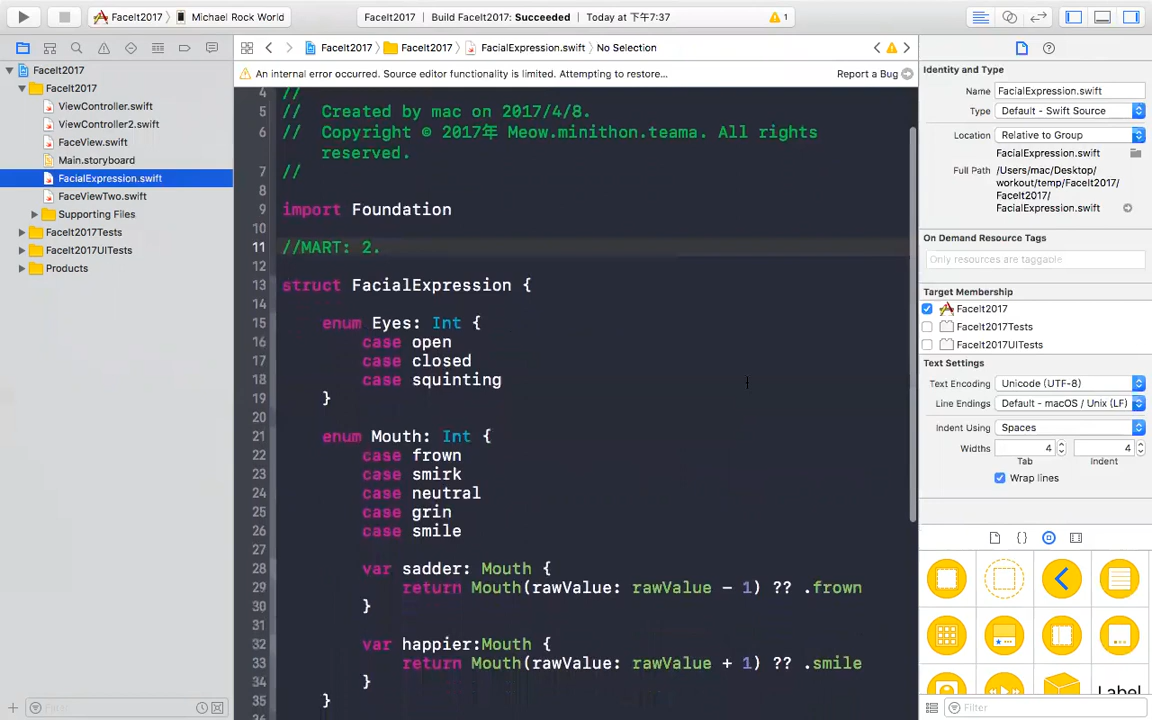 FaceIt2017
Michael Rock World
FaceIt2017 | Build FaceIt2017: Succeeded | Today at 下午7:37
1
FaceIt2017
FaceIt2017
FacialExpression.swift
No Selection
An internal error occurred. Source editor functionality is limited. Attempting to restore...
Report a Bug
FaceIt2017
FaceIt2017
ViewController.swift
ViewController2.swift
FaceView.swift
Main.storyboard
FacialExpression.swift
FaceViewTwo.swift
Supporting Files
FaceIt2017Tests
FaceIt2017UITests
Products
Filter
4 //
5 // Created by mac on 2017/4/8.
6 // Copyright © 2017年 Meow.minithon.teama. All rights
reserved.
7 //
8
9 import Foundation
10
11 //MART: 2.
12
13 struct FacialExpression {
14
15 enum Eyes: Int {
16 case open
17 case closed
18 case squinting
19 }
20
21 enum Mouth: Int {
22 case frown
23 case smirk
24 case neutral
25 case grin
26 case smile
27
28 var sadder: Mouth {
29 return Mouth(rawValue: rawValue - 1) ?? .frown
30 }
31
32 var happier:Mouth {
33 return Mouth(rawValue: rawValue + 1) ?? .smile
34 }
35 }
Identity and Type
Name FacialExpression.swift
Type Default - Swift Source
Location Relative to Group
FacialExpression.swift
Full Path /Users/mac/Desktop/
workout/temp/FaceIt2017/
FaceIt2017/
FacialExpression.swift
On Demand Resource Tags
Only resources are taggable
Target Membership
FaceIt2017
FaceIt2017Tests
FaceIt2017UITests
Text Settings
Text Encoding Unicode (UTF-8)
Line Endings Default - macOS / Unix (LF)
Indent Using Spaces
Widths 4 4
Tab Indent
Wrap lines
{ }
Label
Filter